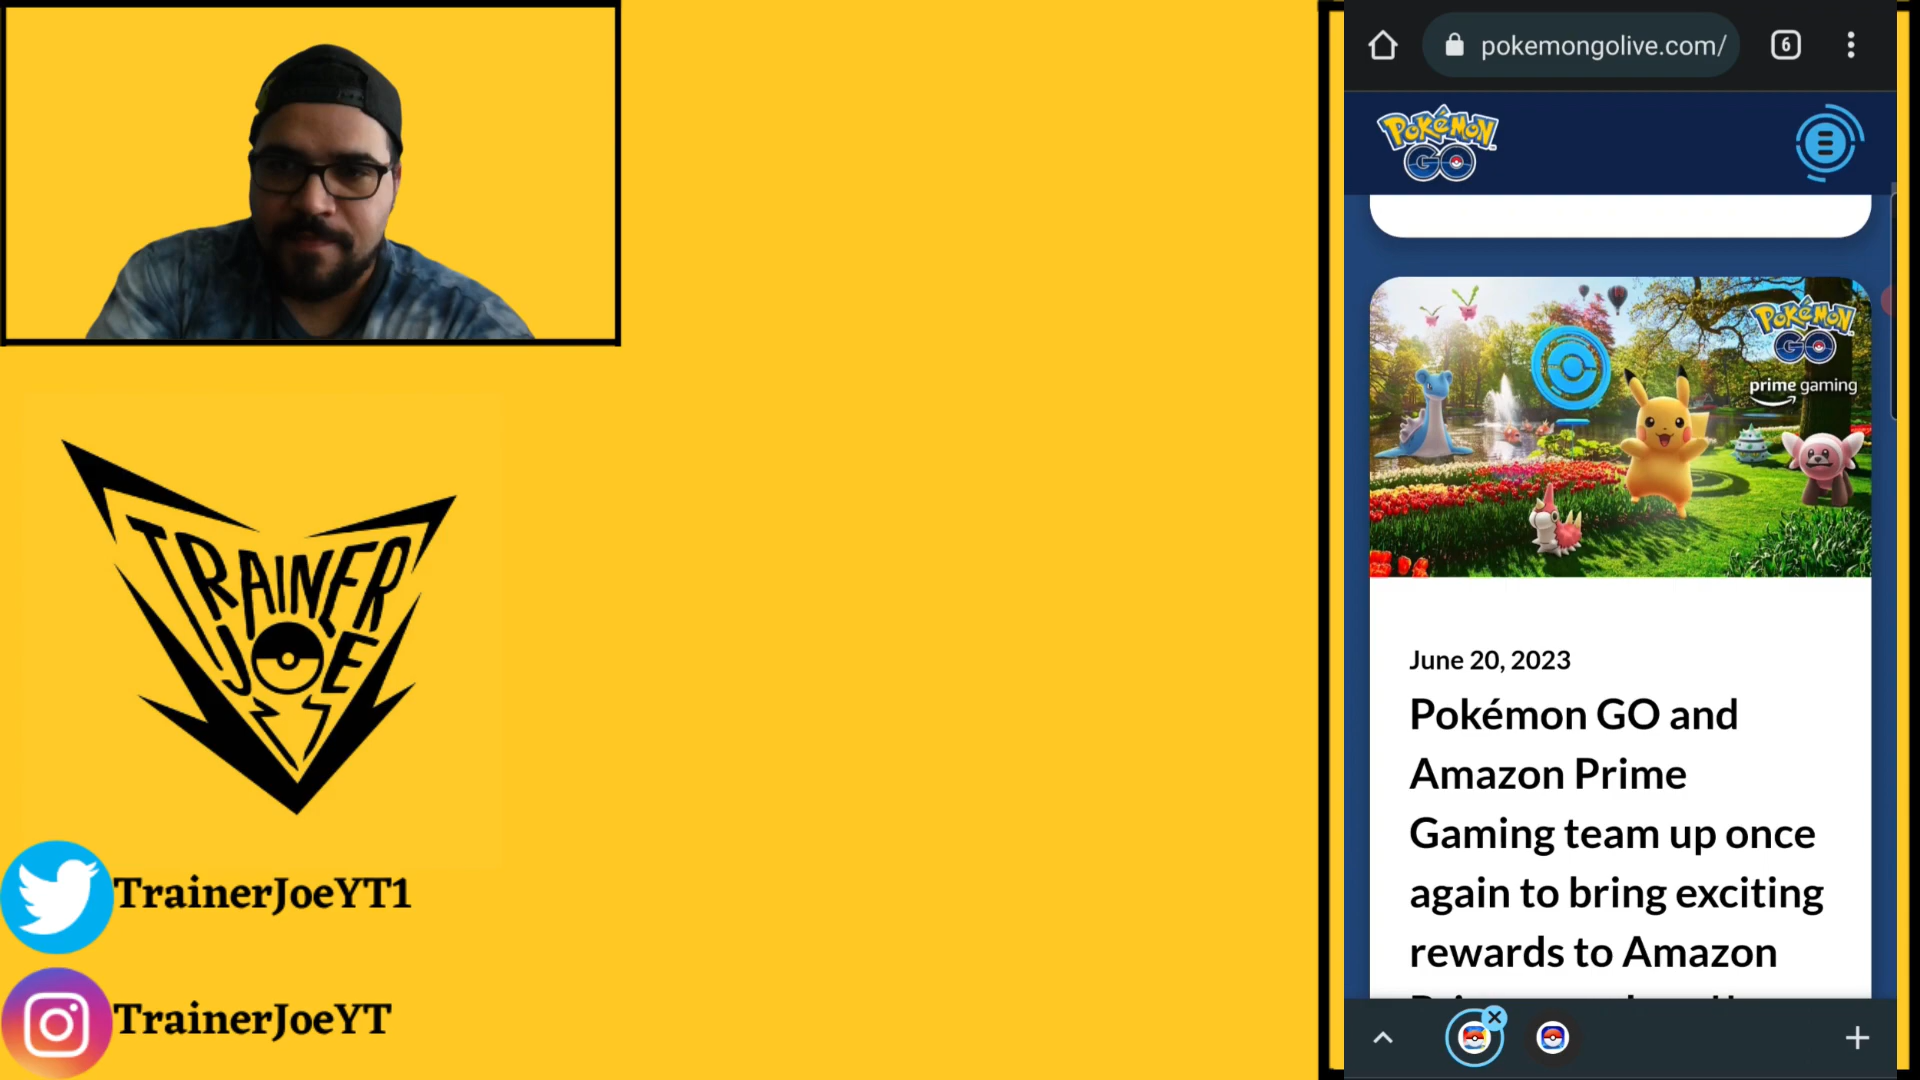 TRAINER
JOE
TrainerJoeYT1
TrainerJoeYT
pokemongolive.com/
6
POKÉMON
GO
POKÉMON
GO
prime gaming
June 20, 2023
Pokémon GO and
Amazon Prime
Gaming team up once
again to bring exciting
rewards to Amazon